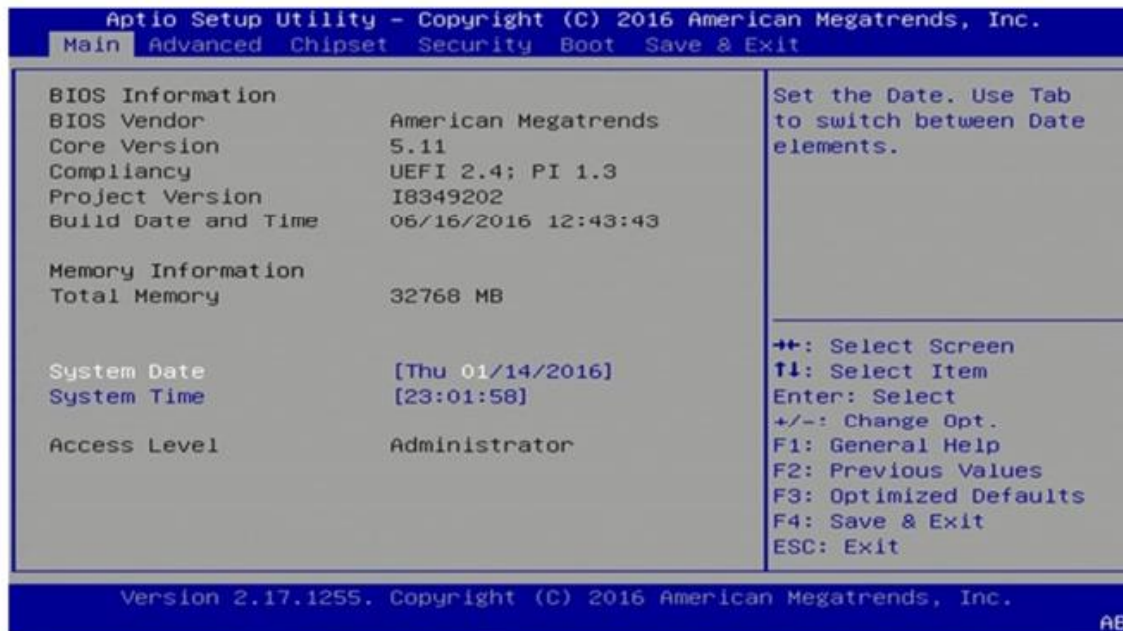 Aptio Setup Utility – Copyright (C) 2016 American Megatrends, Inc.
Main Advanced Chipset Security Boot Save & Exit
BIOS Information
BIOS Vendor American Megatrends
Core Version 5.11
Compliancy UEFI 2.4; PI 1.3
Project Version I8349202
Build Date and Time 06/16/2016 12:43:43
Memory Information
Total Memory 32768 MB
System Date [Thu 01/14/2016]
System Time [23:01:58]
Access Level Administrator
Set the Date. Use Tab
to switch between Date
elements.
→←: Select Screen
↑↓: Select Item
Enter: Select
+/-: Change Opt.
F1: General Help
F2: Previous Values
F3: Optimized Defaults
F4: Save & Exit
ESC: Exit
Version 2.17.1255. Copyright (C) 2016 American Megatrends, Inc.